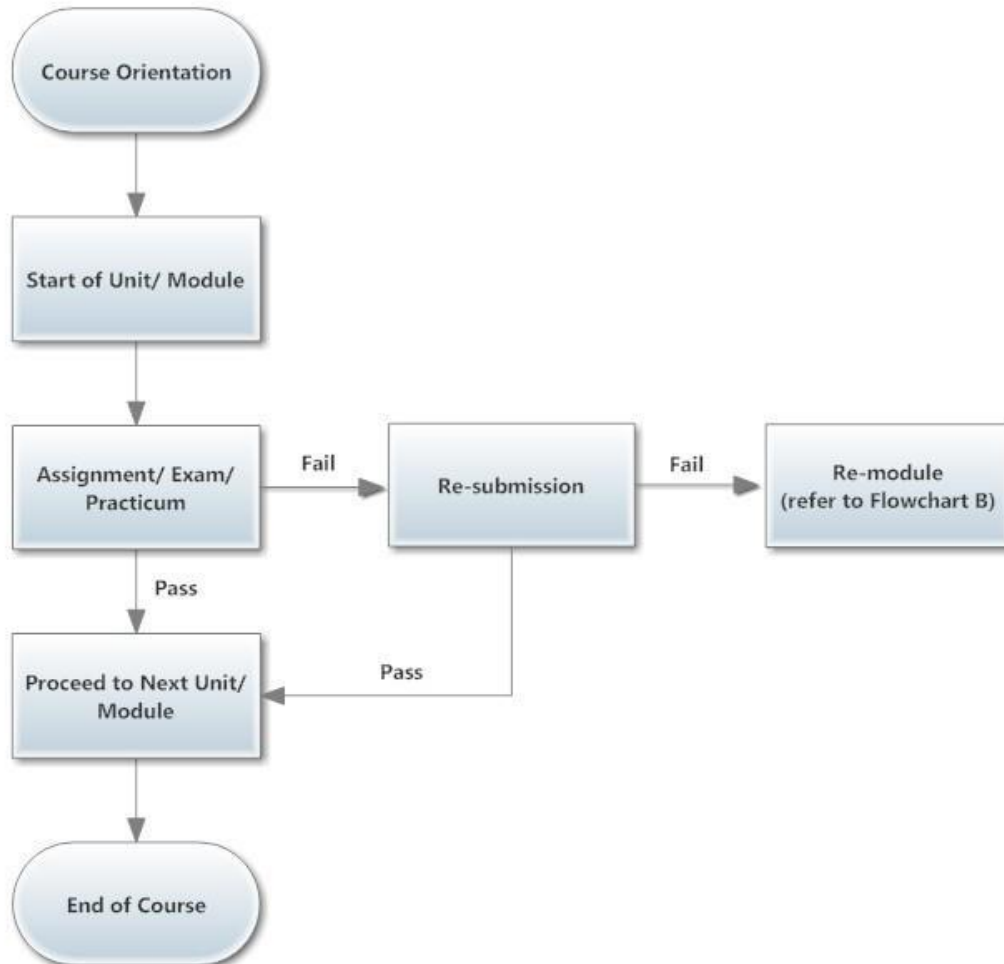 Course Orientation
Start of Unit/ Module
Assignment/ Exam/
Practicum
Fail
Re-submission
Fail
Re-module
(refer to Flowchart B)
Pass
Proceed to Next Unit/
Module
Pass
End of Course